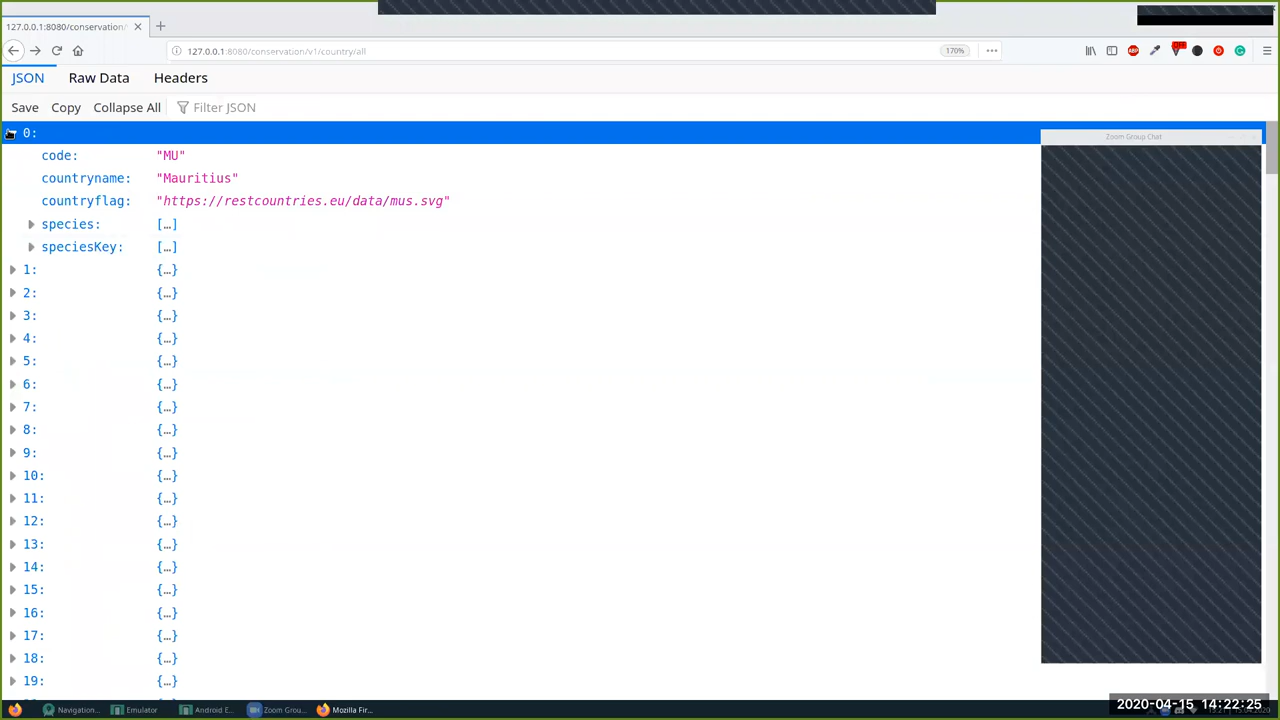 127.0.0.1:8080/conservation/
127.0.0.1:8080/conservation/v1/country/all
170%
JSON
Raw Data
Headers
Save
Copy
Collapse All
Filter JSON
0:
Zoom Group Chat
code: "MU"
countryname: "Mauritius"
countryflag: "https://restcountries.eu/data/mus.svg"
species: […]
speciesKey: […]
1: {…}
2: {…}
3: {…}
4: {…}
5: {…}
6: {…}
7: {…}
8: {…}
9: {…}
10: {…}
11: {…}
12: {…}
13: {…}
14: {…}
15: {…}
16: {…}
17: {…}
18: {…}
19: {…}
Navigation...
Emulator
Android E...
Zoom Grou...
Mozilla Fir...
2020-04-15 14:22:25